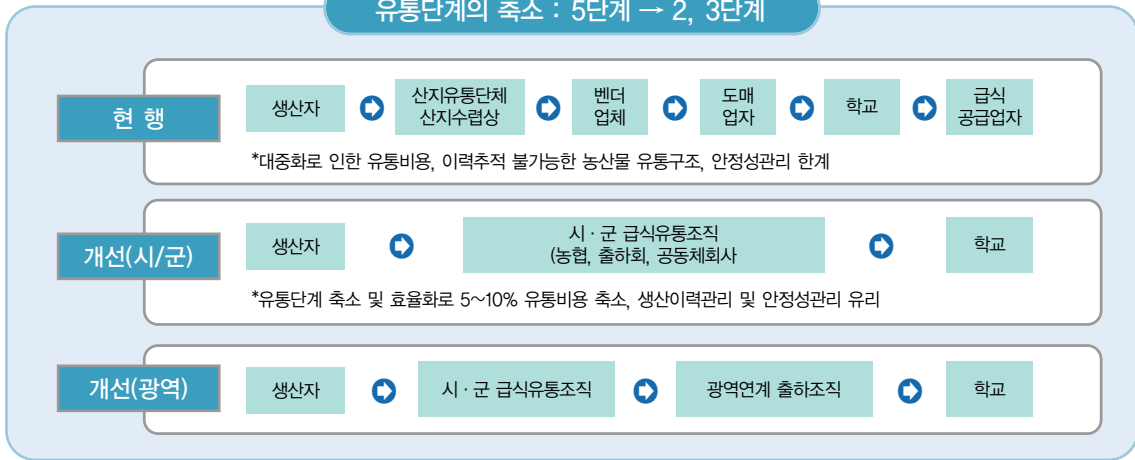 유통단계의 축소 : 5단계 → 2, 3단계
현 행
생산자
산지유통단체
산지수렵상
벤더
업체
도매
업자
학교
급식
공급업자
*대중화로 인한 유통비용, 이력추적 불가능한 농산물 유통구조, 안정성관리 한계
개선(시/군)
생산자
시 · 군 급식유통조직
(농협, 출하회, 공동체회사
학교
*유통단계 축소 및 효율화로 5~10% 유통비용 축소, 생산이력관리 및 안정성관리 유리
개선(광역)
생산자
시 · 군 급식유통조직
광역연계 출하조직
학교